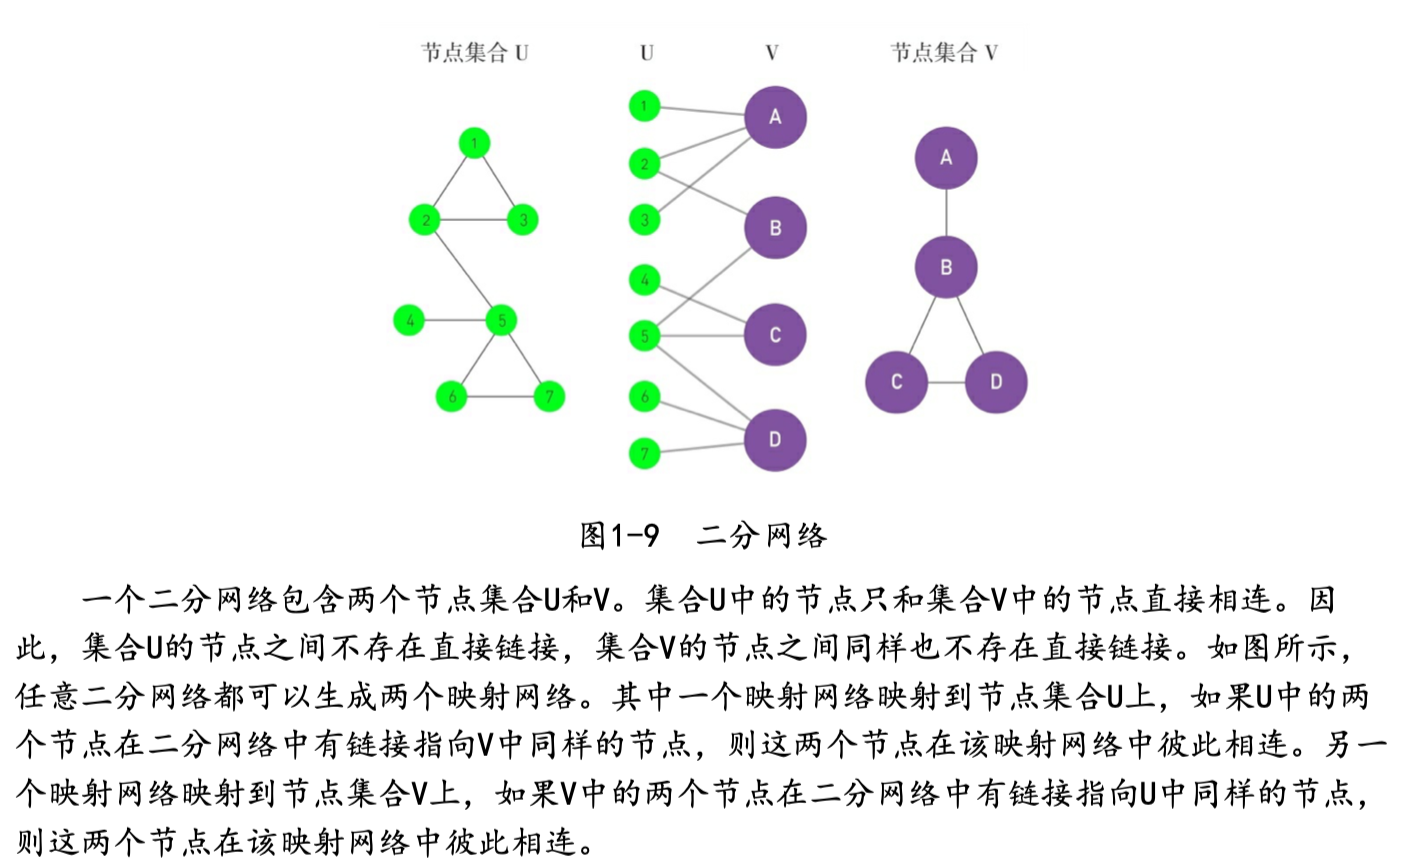 节点集合 U
U
V
节点集合 V
1
2
3
4
5
6
7
1
2
3
4
5
6
7
A
B
C
D
A
B
C
D
图1-9 二分网络
一个二分网络包含两个节点集合U和V。集合U中的节点只和集合V中的节点直接相连。因
此，集合U的节点之间不存在直接链接，集合V的节点之间同样也不存在直接链接。如图所示，
任意二分网络都可以生成两个映射网络。其中一个映射网络映射到节点集合U上，如果U中的两
个节点在二分网络中有链接指向V中同样的节点，则这两个节点在该映射网络中彼此相连。另一
个映射网络映射到节点集合V上，如果V中的两个节点在二分网络中有链接指向U中同样的节点，
则这两个节点在该映射网络中彼此相连。